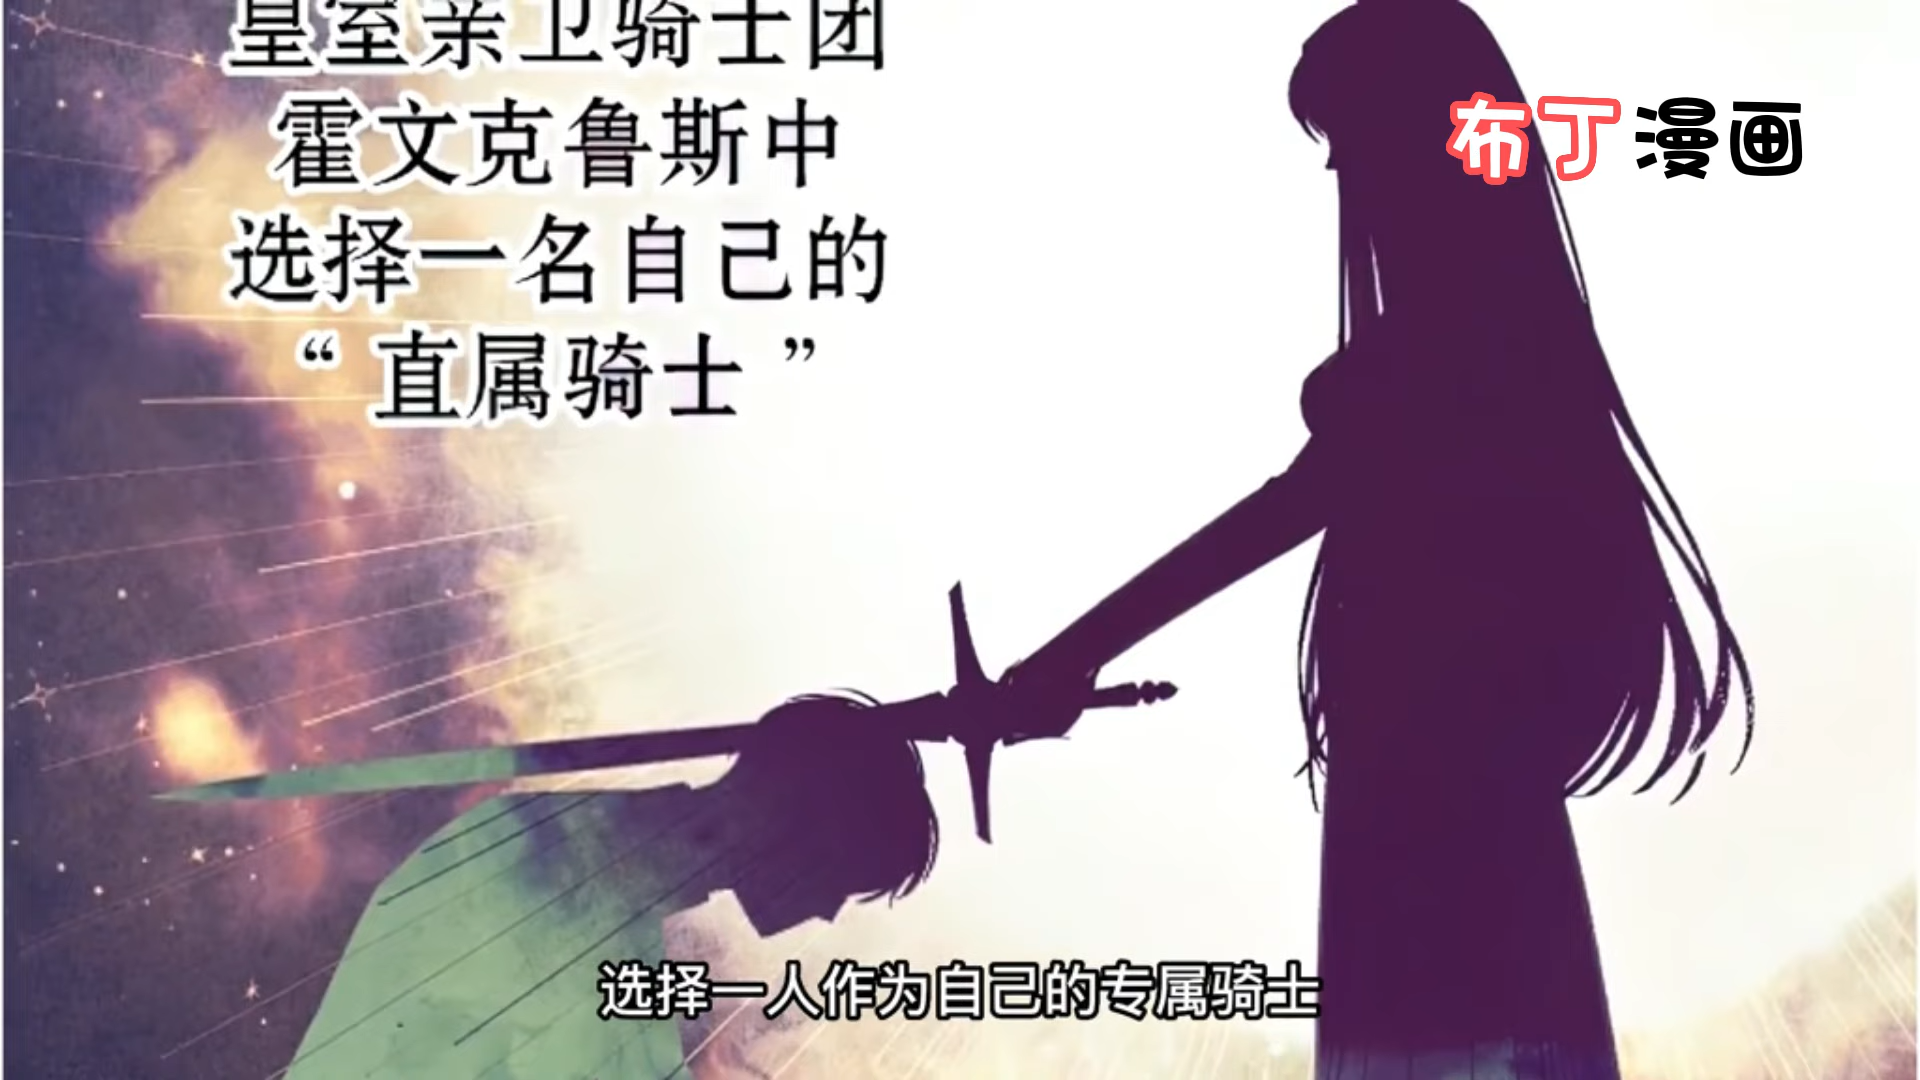 皇室亲卫骑士团
霍文克鲁斯中
选择一名自己的
“直属骑士”
布丁漫画
选择一人作为自己的专属骑士